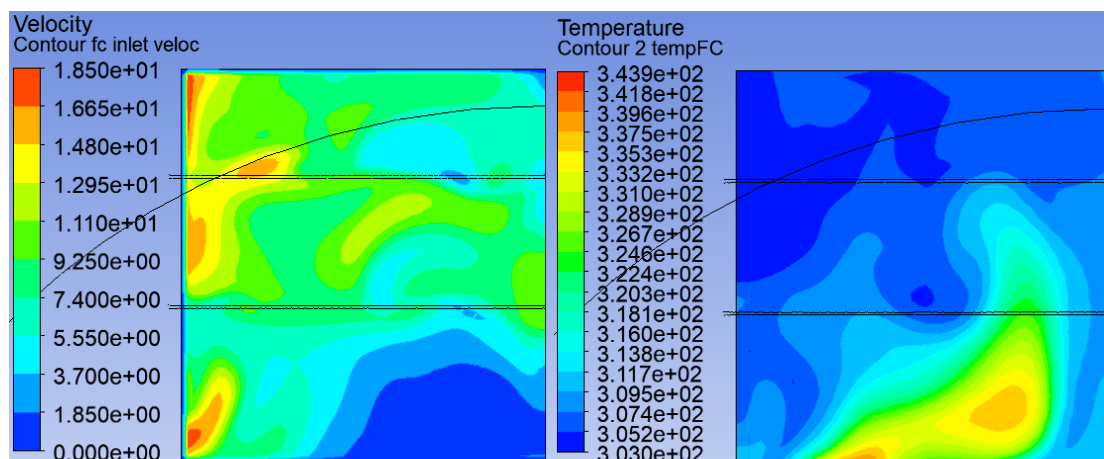 Velocity
Contour fc inlet veloc
1.850e+01
1.665e+01
1.480e+01
1.295e+01
1.110e+01
9.250e+00
7.400e+00
5.550e+00
3.700e+00
1.850e+00
0.000e+00
Temperature
Contour 2 tempFC
3.439e+02
3.418e+02
3.396e+02
3.375e+02
3.353e+02
3.332e+02
3.310e+02
3.289e+02
3.267e+02
3.246e+02
3.224e+02
3.203e+02
3.181e+02
3.160e+02
3.138e+02
3.117e+02
3.095e+02
3.074e+02
3.052e+02
3.030e+02